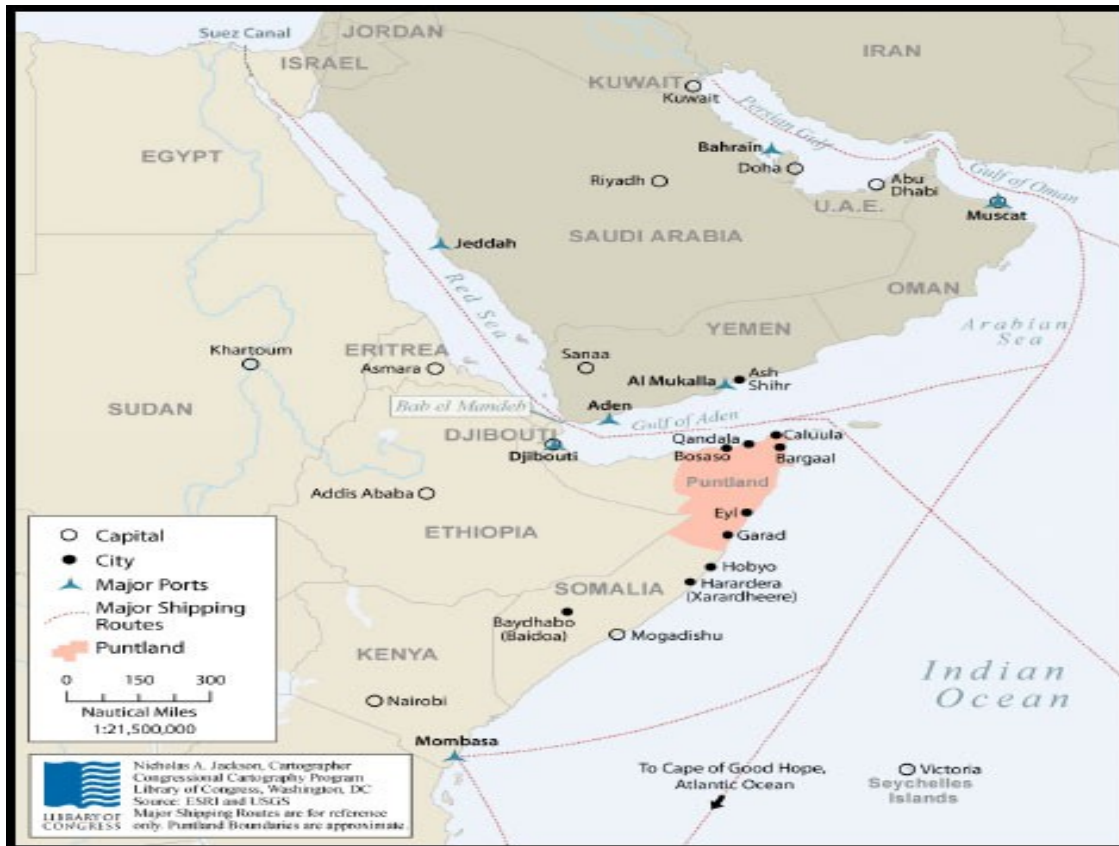 Suez Canal
JORDAN
ISRAEL
IRAN
KUWAIT
Kuwait
Persian Gulf
EGYPT
Bahrain
Doha
Riyadh
Abu
Dhabi
Gulf of Oman
U.A.E.
Muscat
Jeddah
SAUDI ARABIA
Red Sea
OMAN
Arabian
Sea
YEMEN
Khartoum
ERITREA
Asmara
Sanaa
Ash
Shihr
Al Mukalla
SUDAN
Bab el Mandeb
Aden
Gulf of Aden
DJIBOUTI
Djibouti
Qandala
Caluula
Bosaso
Bargaal
Puntland
Addis Ababa
Eyl
ETHIOPIA
Garad
Hobyo
SOMALIA
Harardera
(Xarardheere)
Baydhabo
(Baidoa)
Mogadishu
KENYA
Indian
Ocean
Nairobi
Mombasa
To Cape of Good Hope,
Atlantic Ocean
Victoria
Seychelles
Islands
Capital
City
Major Ports
Major Shipping
Routes
Puntland
0 150 300
Nautical Miles
1:21,500,000
LIBRARY OF
CONGRESS
Nicholas A. Jackson, Cartographer
Congressional Cartography Program
Library of Congress, Washington, DC
Source: ESRI and USGS
Major Shipping Routes are for reference
only. Puntland Boundaries are approximate.